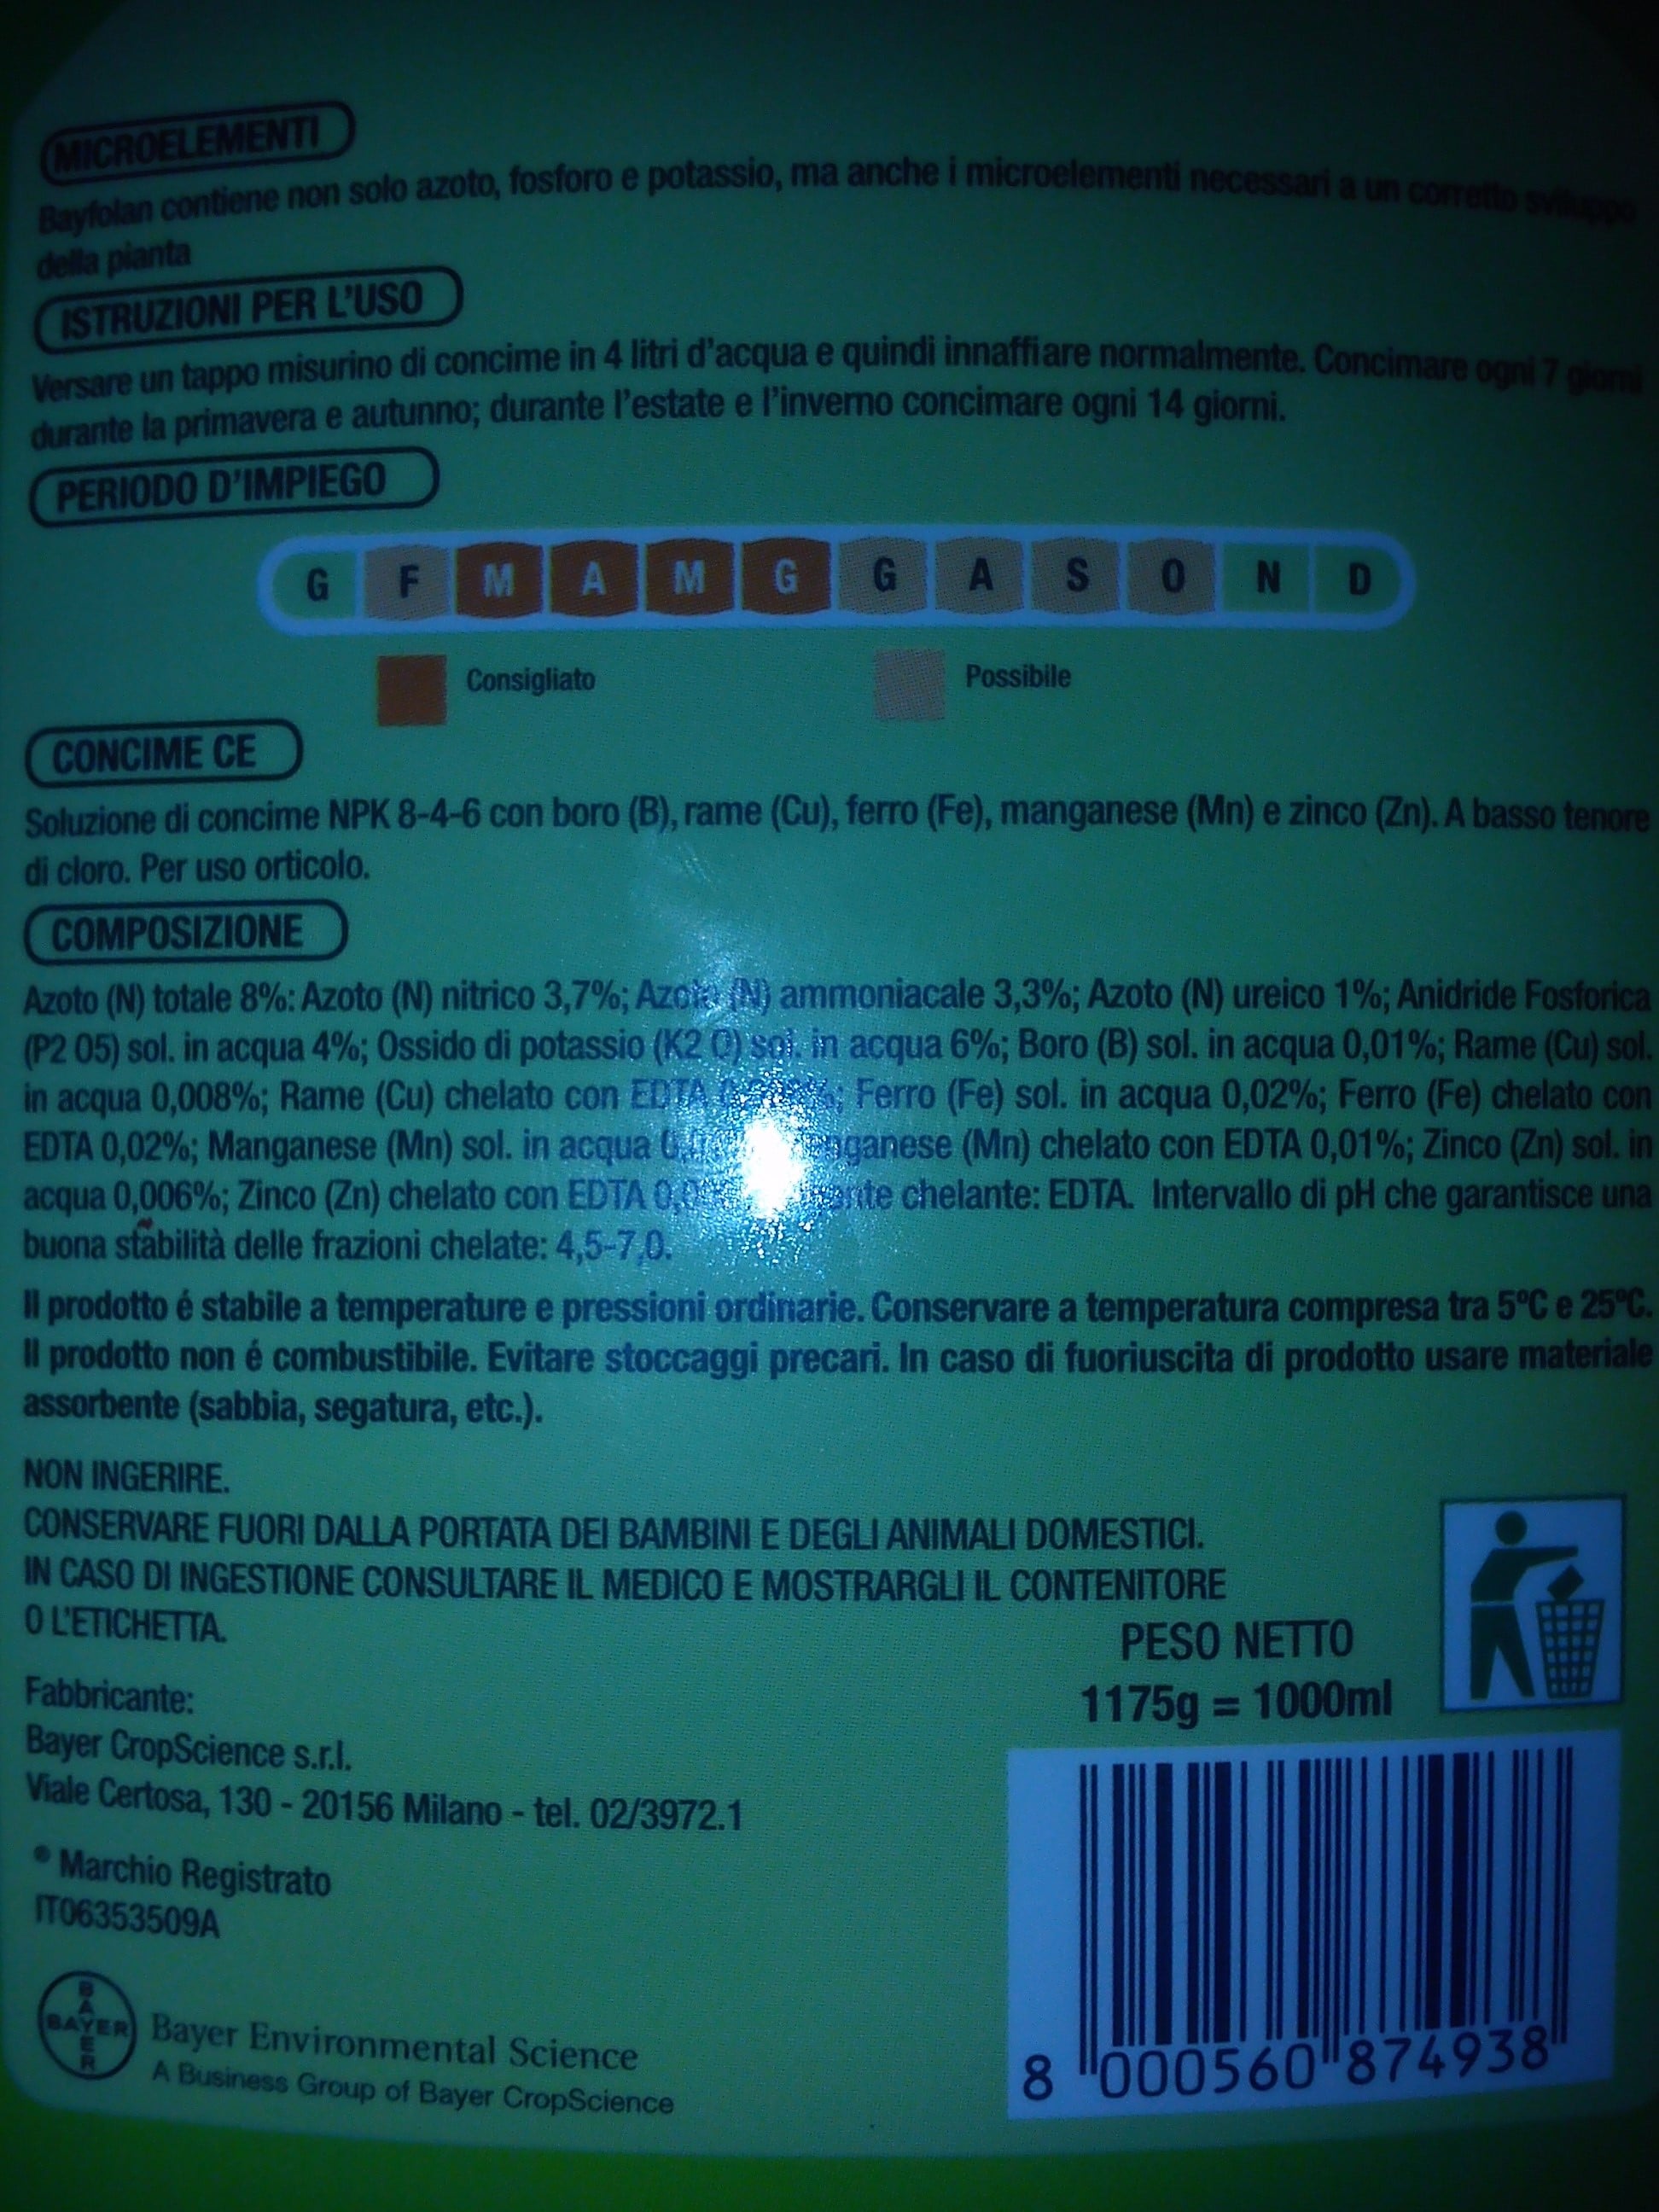 MICROELEMENTI
Bayfolan contiene non solo azoto, fosforo e potassio, ma anche i microelementi necessari a un corretto sviluppo
della pianta
ISTRUZIONI PER L'USO
Versare un tappo misurino di concime in 4 litri d'acqua e quindi innaffiare normalmente. Concimare ogni 7 giorni
durante la primavera e autunno; durante l'estate e l'inverno concimare ogni 14 giorni.
PERIODO D'IMPIEGO
G F M A M G G A S O N D
Consigliato Possibile
CONCIME CE
Soluzione di concime NPK 8-4-6 con boro (B), rame (Cu), ferro (Fe), manganese (Mn) e zinco (Zn). A basso tenore
di cloro. Per uso orticolo.
COMPOSIZIONE
Azoto (N) totale 8%: Azoto (N) nitrico 3,7%; Azoto (N) ammoniacale 3,3%; Azoto (N) ureico 1%; Anidride Fosforica
(P2 O5) sol. in acqua 4%; Ossido di potassio (K2 O) sol. in acqua 6%; Boro (B) sol. in acqua 0,01%; Rame (Cu) sol.
in acqua 0,008%; Rame (Cu) chelato con EDTA Ferro (Fe) sol. in acqua 0,02%; Ferro (Fe) chelato con
EDTA 0,02%; Manganese (Mn) sol. in acqua (Mn) chelato con EDTA 0,01%; Zinco (Zn) sol. in
acqua 0,006%; Zinco (Zn) chelato con EDTA chelante: EDTA. Intervallo di pH che garantisce una
buona stabilità delle frazioni chelate: 4,5-7,0.
Il prodotto é stabile a temperature e pressioni ordinarie. Conservare a temperatura compresa tra 5°C e 25°C.
Il prodotto non é combustibile. Evitare stoccaggi precari. In caso di fuoriuscita di prodotto usare materiale
assorbente (sabbia, segatura, etc.).
NON INGERIRE.
CONSERVARE FUORI DALLA PORTATA DEI BAMBINI E DEGLI ANIMALI DOMESTICI.
IN CASO DI INGESTIONE CONSULTARE IL MEDICO E MOSTRARGLI IL CONTENITORE
O L'ETICHETTA.
PESO NETTO
1175g = 1000ml
Fabbricante:
Bayer CropScience s.r.l.
Viale Certosa, 130 - 20156 Milano - tel. 02/3972.1
® Marchio Registrato
IT06353509A
BAYER
BAYER
Bayer Environmental Science
A Business Group of Bayer CropScience
8 000560 874938